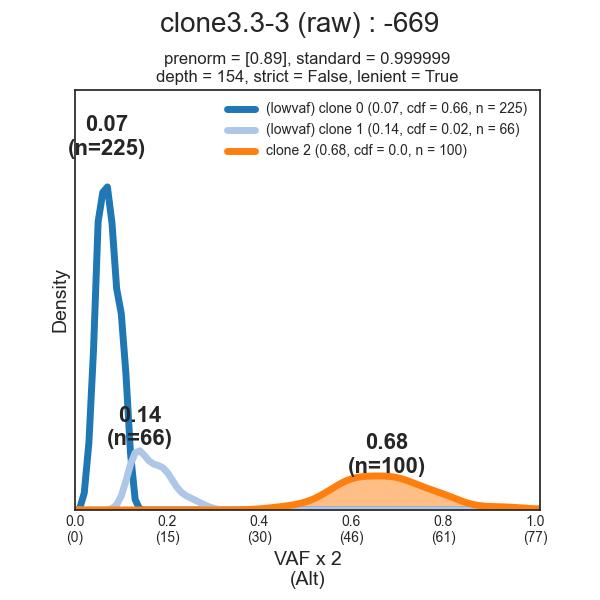 clone3.3-3 (raw) : -669
prenorm = [0.89], standard = 0.999999
depth = 154, strict = False, lenient = True
(lowvaf) clone 0 (0.07, cdf = 0.66, n = 225)
(lowvaf) clone 1 (0.14, cdf = 0.02, n = 66)
clone 2 (0.68, cdf = 0.0, n = 100)
0.07
(n=225)
0.14
(n=66)
0.68
(n=100)
Density
0.0 0.2 0.4 0.6 0.8 1.0
(0) (15) (30) (46) (61) (77)
VAF x 2
(Alt)